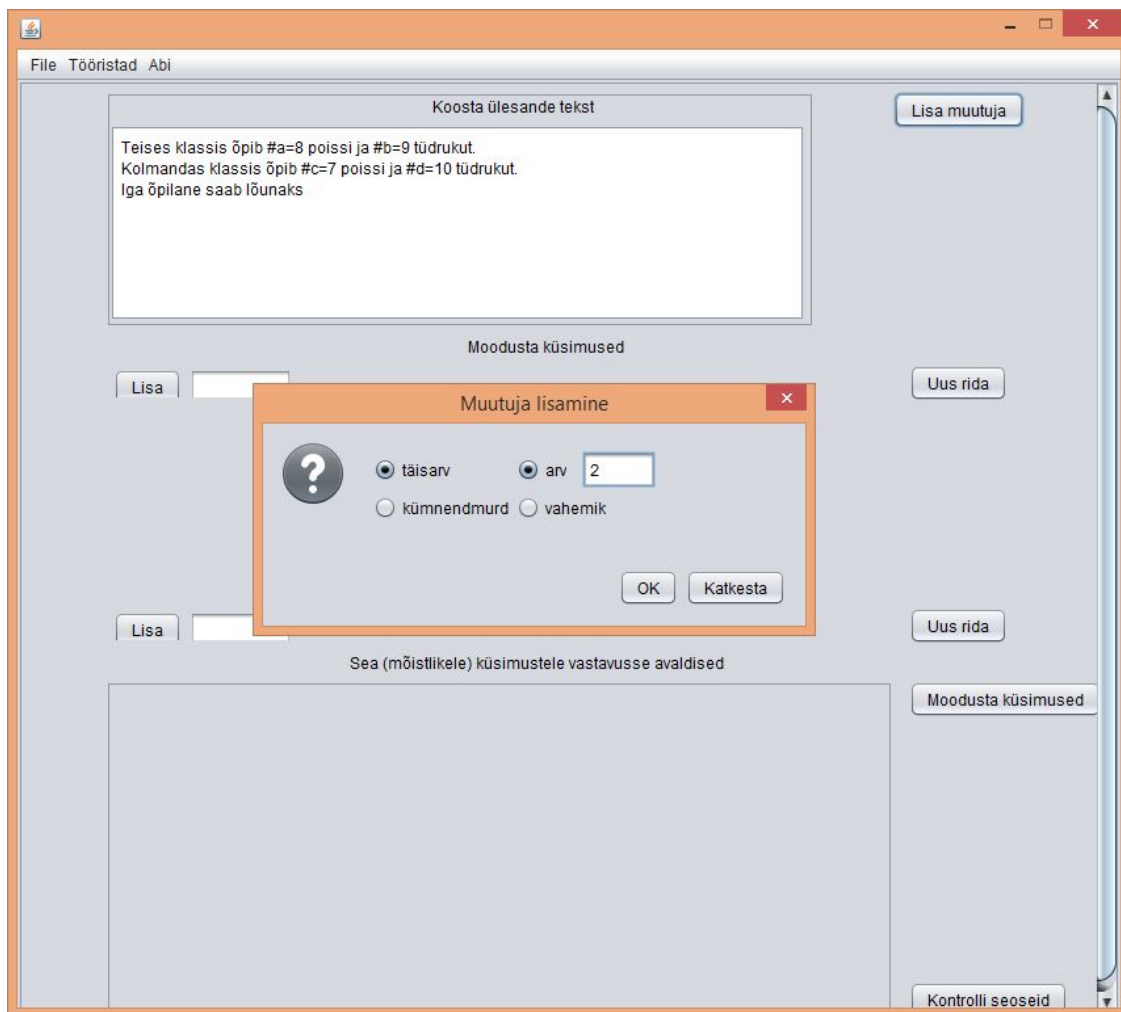 File Tööristad Abi
Koosta ülesande tekst
Lisa muutuja
Teises klassis õpib #a=8 poissi ja #b=9 tüdrukut.
Kolmandas klassis õpib #c=7 poissi ja #d=10 tüdrukut.
Iga õpilane saab lõunaks
Moodusta küsimused
Lisa
Uus rida
Muutuja lisamine
täisarv arv 2
kümnendmurd vahemik
OK Katkesta
Lisa
Uus rida
Sea (mõistlikele) küsimustele vastavusse avaldised
Moodusta küsimused
Kontrolli seoseid